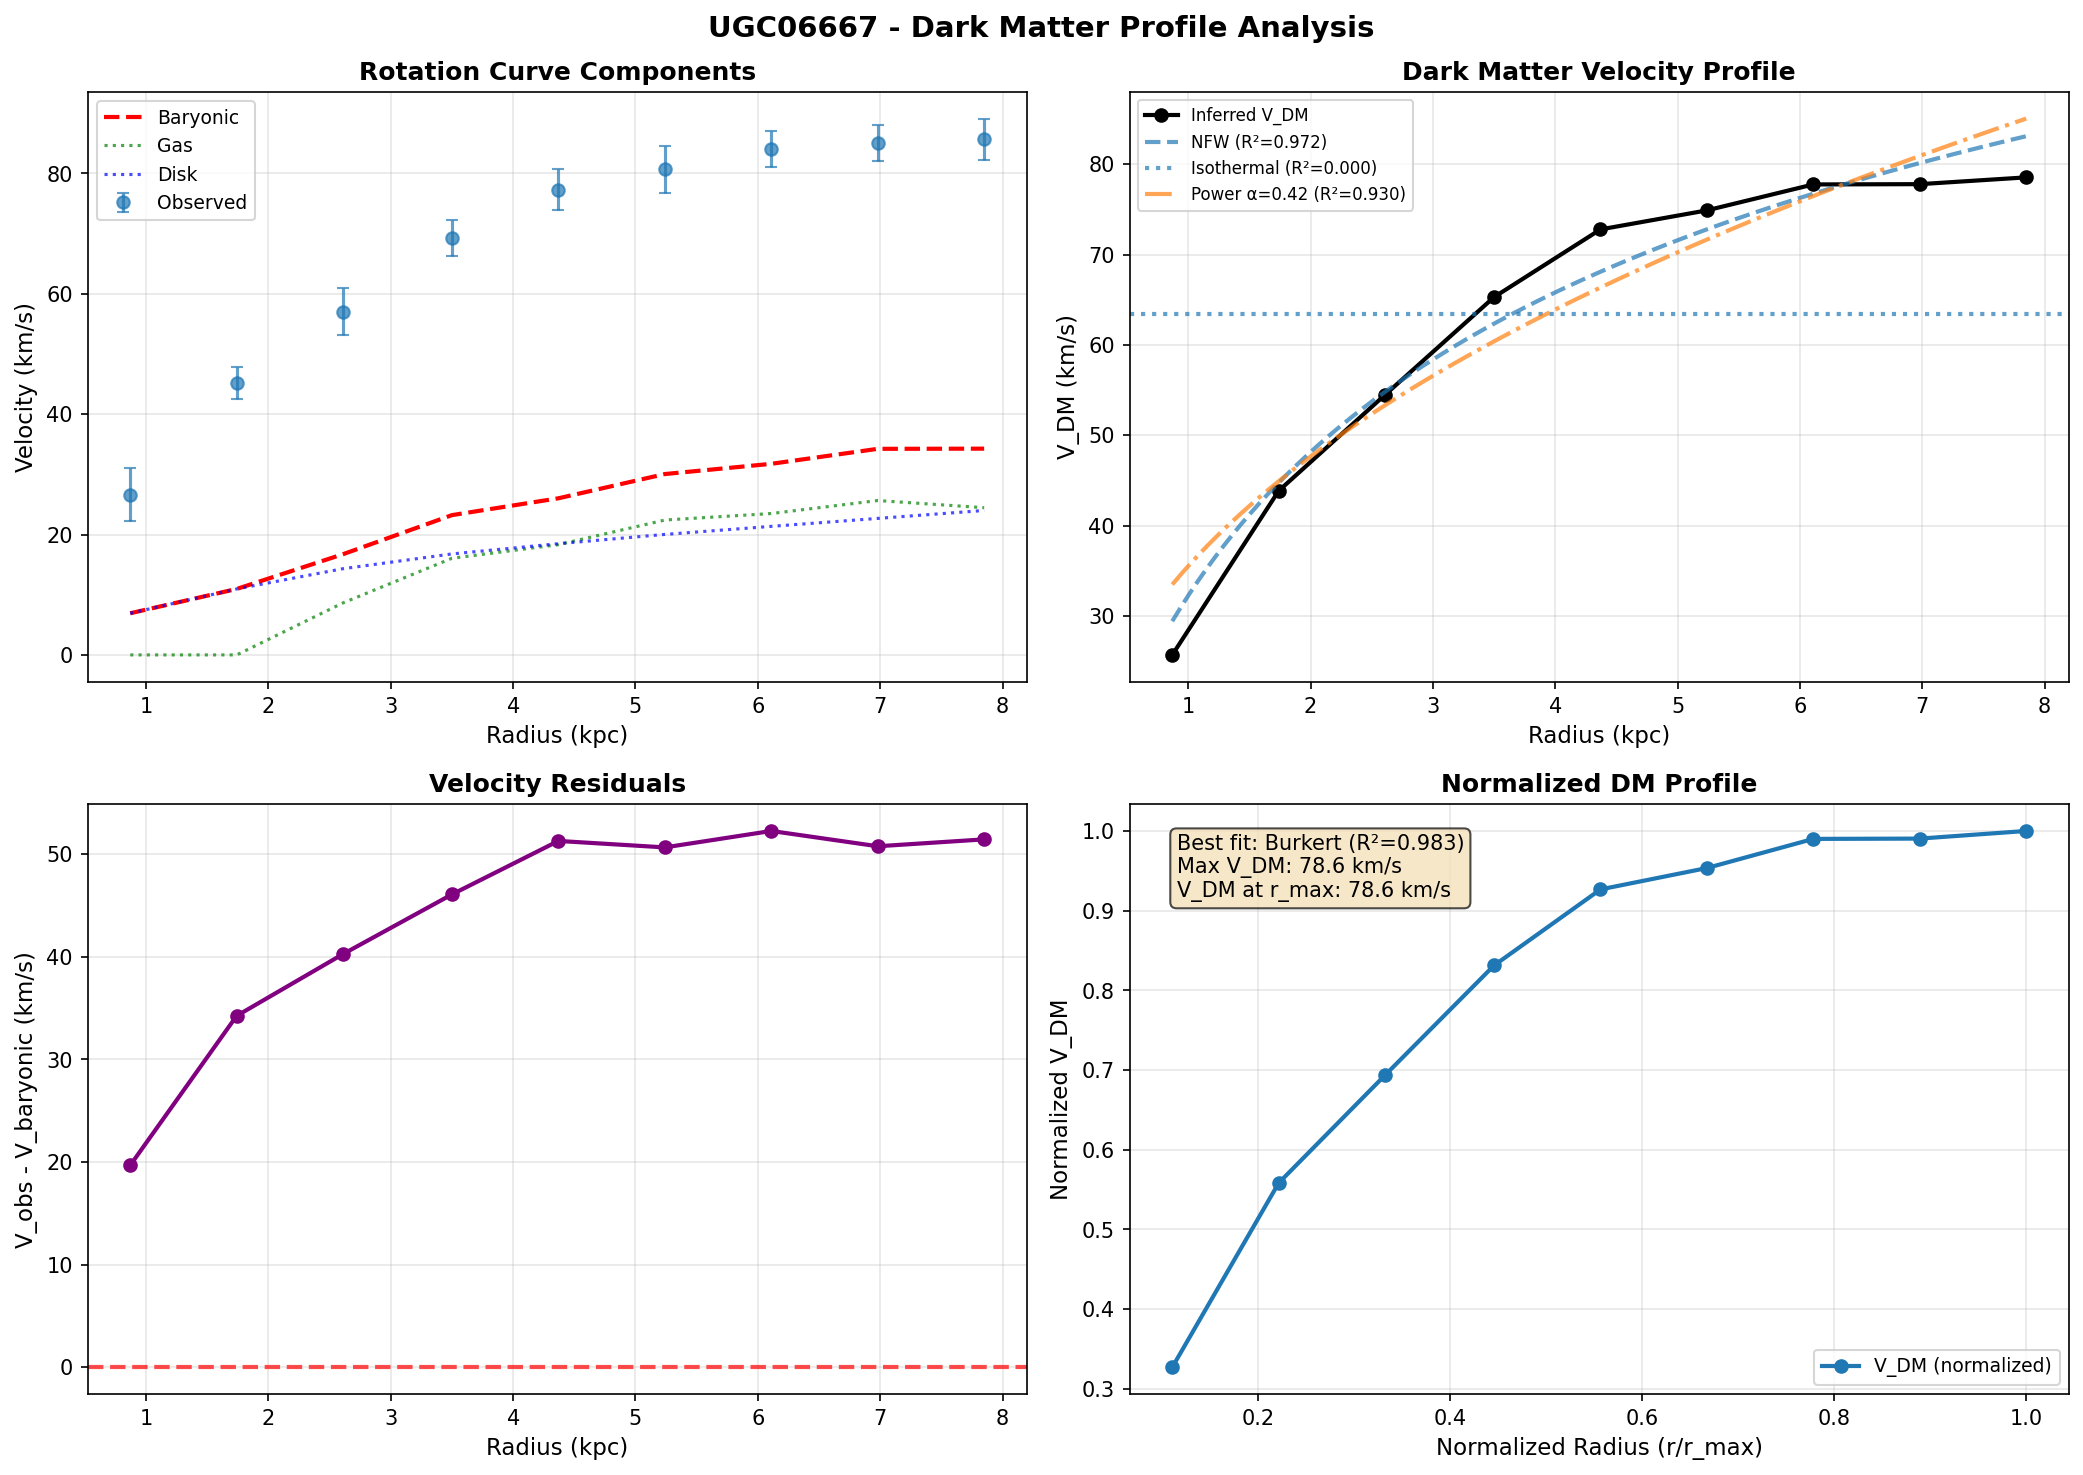 UGC06667 - Dark Matter Profile Analysis
Rotation Curve Components
Baryonic
Gas
Disk
Observed
80
60
40
20
0
Velocity (km/s)
1 2 3 4 5 6 7 8
Radius (kpc)
Dark Matter Velocity Profile
Inferred V_DM
NFW (R²=0.972)
Isothermal (R²=0.000)
Power α=0.42 (R²=0.930)
80
70
60
50
40
30
V_DM (km/s)
1 2 3 4 5 6 7 8
Radius (kpc)
Velocity Residuals
50
40
30
20
10
0
V_obs - V_baryonic (km/s)
1 2 3 4 5 6 7 8
Radius (kpc)
Normalized DM Profile
Best fit: Burkert (R²=0.983)
Max V_DM: 78.6 km/s
V_DM at r_max: 78.6 km/s
1.0
0.9
0.8
0.7
0.6
0.5
0.4
0.3
Normalized V_DM
V_DM (normalized)
0.2 0.4 0.6 0.8 1.0
Normalized Radius (r/r_max)